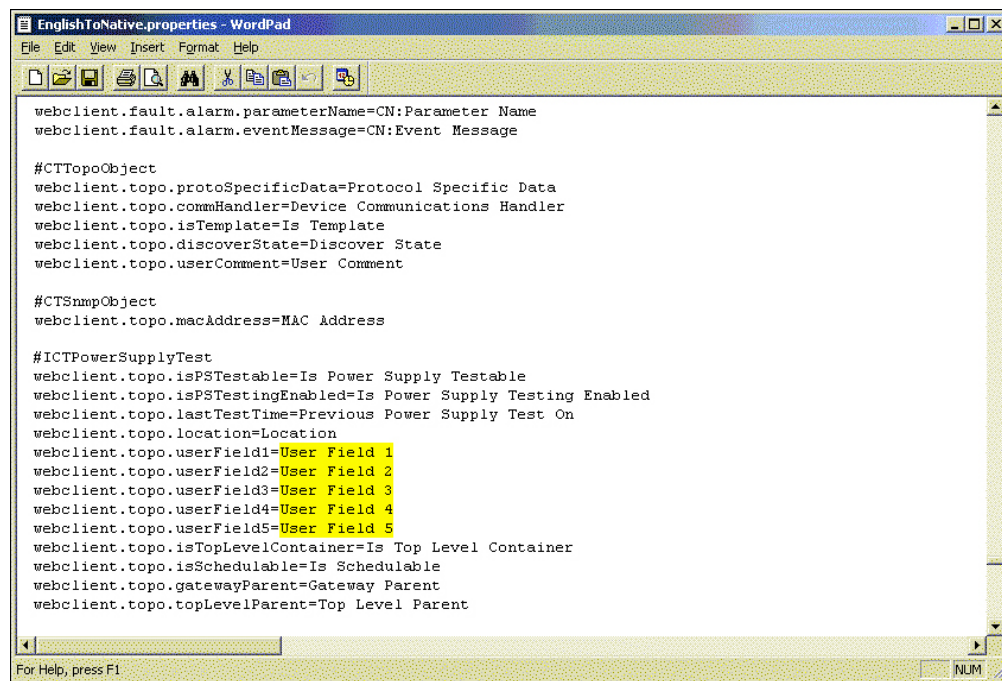 EnglishToNative.properties - WordPad
File Edit View Insert Format Help
webclient.fault.alarm.parameterName=CN:Parameter Name
webclient.fault.alarm.eventMessage=CN:Event Message
#CTTopoObject
webclient.topo.protoSpecificData=Protocol Specific Data
webclient.topo.commHandler=Device Communications Handler
webclient.topo.isTemplate=Is Template
webclient.topo.discoverState=Discover State
webclient.topo.userComment=User Comment
#CTSnmpObject
webclient.topo.macAddress=MAC Address
#ICTPowerSupplyTest
webclient.topo.isPSTestable=Is Power Supply Testable
webclient.topo.isPSTestingEnabled=Is Power Supply Testing Enabled
webclient.topo.lastTestTime=Previous Power Supply Test On
webclient.topo.location=Location
webclient.topo.userField1=User Field 1
webclient.topo.userField2=User Field 2
webclient.topo.userField3=User Field 3
webclient.topo.userField4=User Field 4
webclient.topo.userField5=User Field 5
webclient.topo.isTopLevelContainer=Is Top Level Container
webclient.topo.isSchedulable=Is Schedulable
webclient.topo.gatewayParent=Gateway Parent
webclient.topo.topLevelParent=Top Level Parent
For Help, press F1
NUM